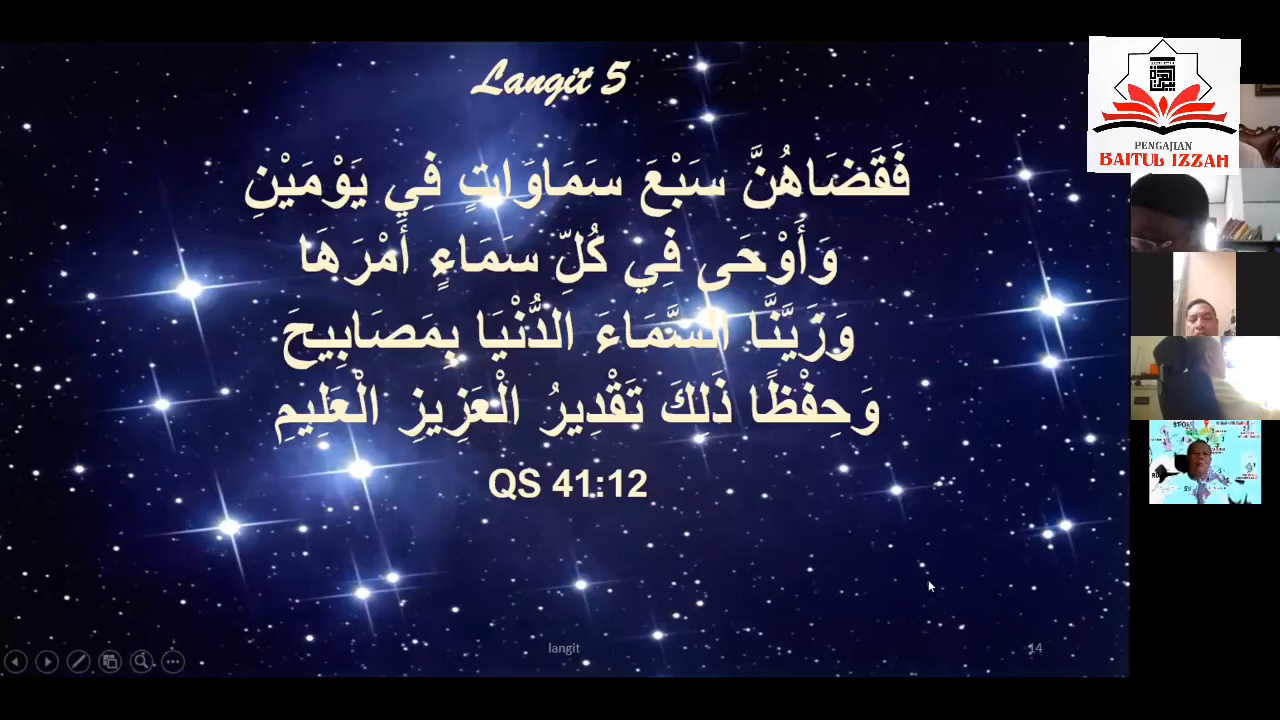 Langit 5
فَقَضَاهُنَّ سَبْعَ سَمَاوَاتٍ فِي يَوْمَيْنِ
وَأَوْحَى فِي كُلِّ سَمَاءٍ أَمْرَهَا
وَزَيَّنَّا السَّمَاءَ الدُّنْيَا بِمَصَابِيحَ
وَحِفْظًا ذَلِكَ تَقْدِيرُ الْعَزِيزِ الْعَلِيمِ
QS 41:12
langit
14
PENGAJIAN
BAITUL IZZAH